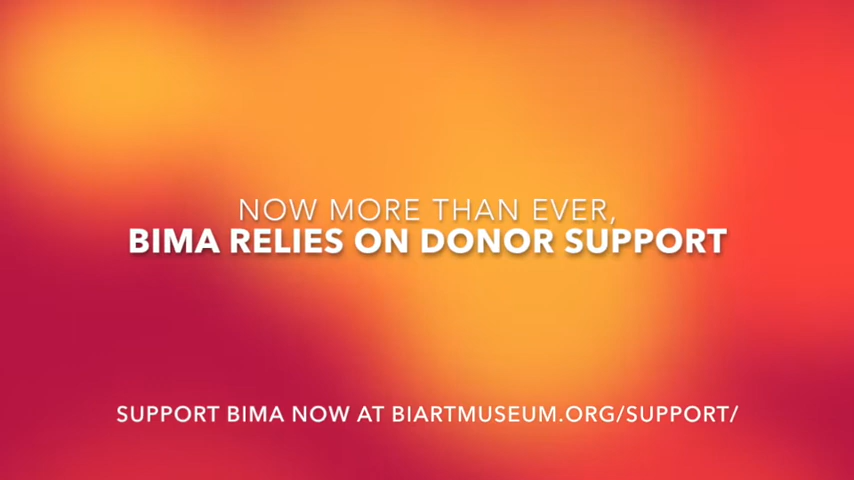 NOW MORE THAN EVER,
BIMA RELIES ON DONOR SUPPORT
SUPPORT BIMA NOW AT BIARTMUSEUM.ORG/SUPPORT/